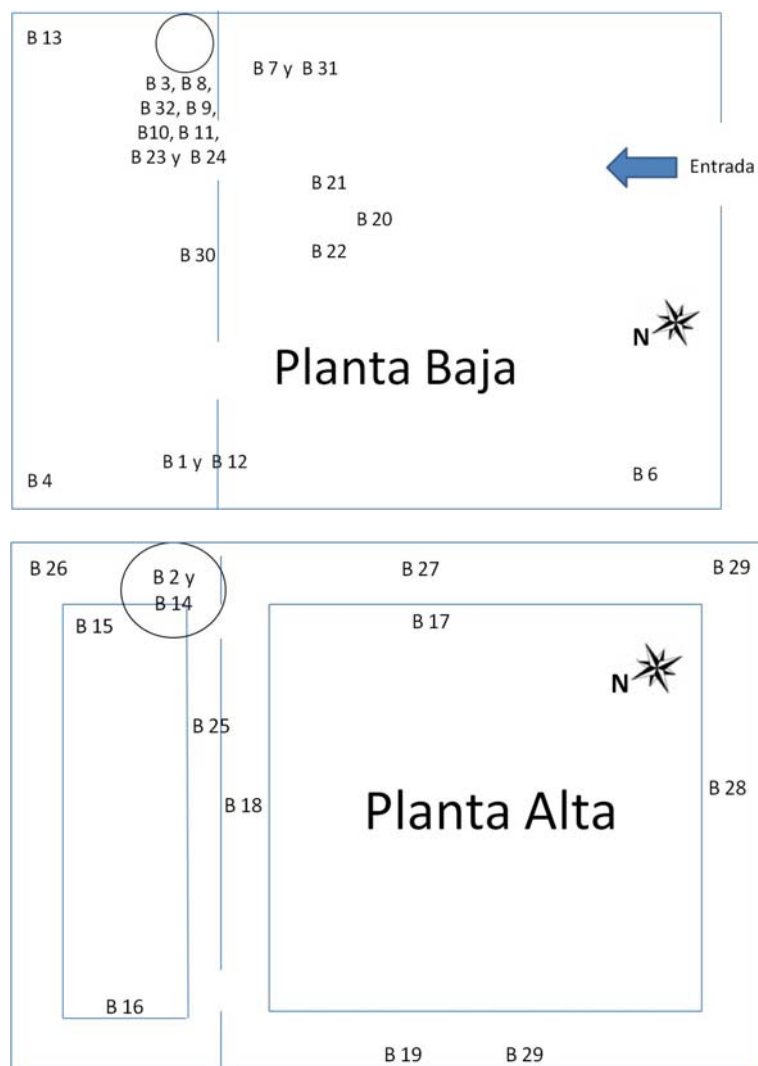 B 13
B 7 y B 31
B 3, B 8,
B 32, B 9,
B10, B 11,
B 23 y B 24
Entrada
B 21
B 20
B 30
B 22
N
Planta Baja
B 1 y B 12
B 4
B 6
B 26
B 2 y
B 14
B 27
B 29
B 15
B 17
N
B 25
B 28
B 18
Planta Alta
B 16
B 19
B 29